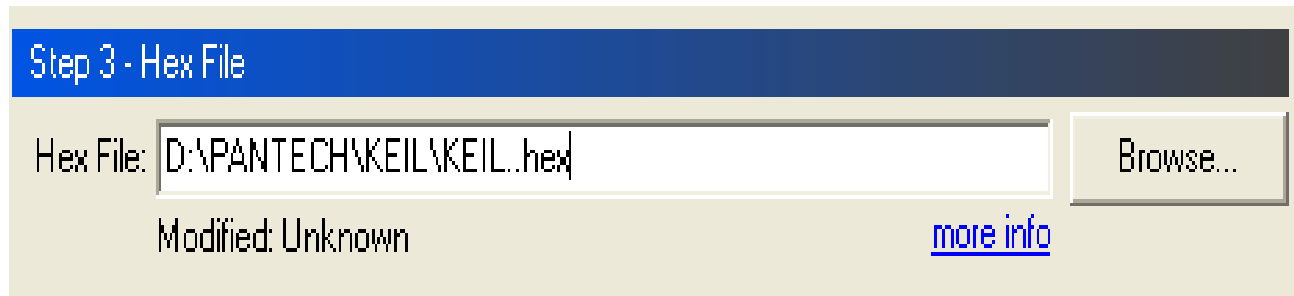 Step 3 - Hex File
Hex File: D:\PANTECH\KEIL\KEIL..hex Browse...
Modified: Unknown more info